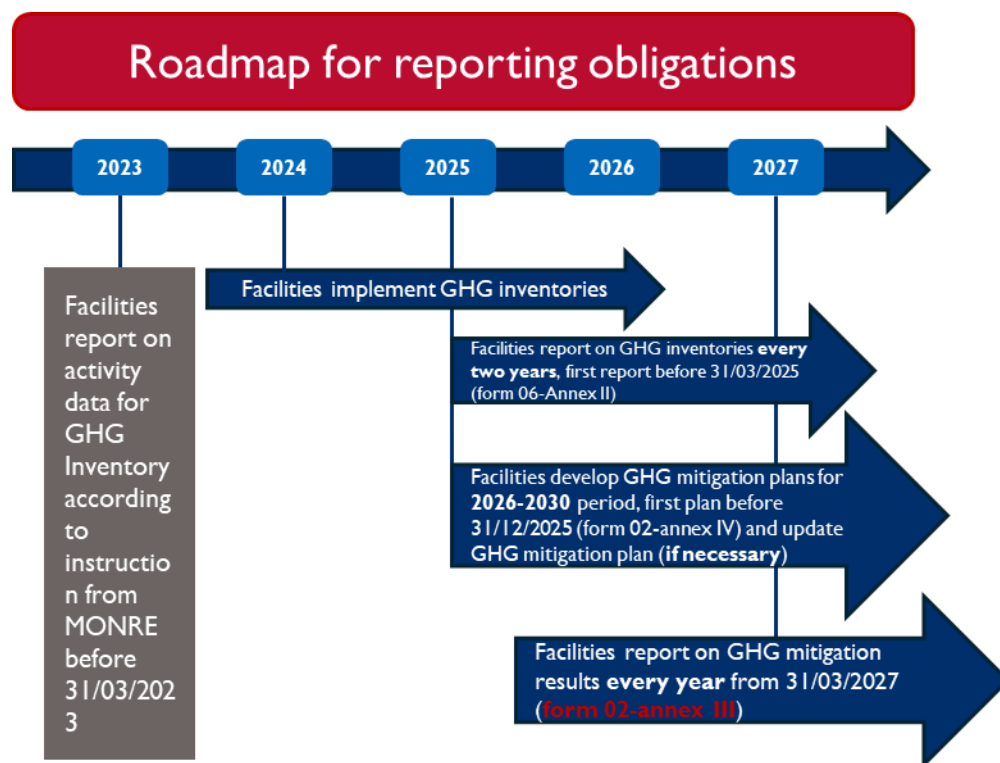 Roadmap for reporting obligations
2023
2024
2025
2026
2027
Facilities
report on
activity
data for
GHG
Inventory
according
to
instructio
n from
MONRE
before
31/03/202
3
Facilities implement GHG inventories
Facilities report on GHG inventories every
two years, first report before 31/03/2025
(form 06-Annex II)
Facilities develop GHG mitigation plans for
2026-2030 period, first plan before
31/12/2025 (form 02-annex IV) and update
GHG mitigation plan (if necessary)
Facilities report on GHG mitigation
results every year from 31/03/2027
(form 02-annex III)